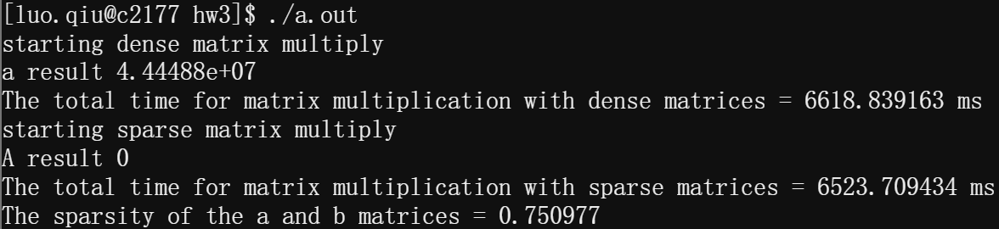 [luo.qiu@c2177 hw3]$ ./a.out
starting dense matrix multiply
a result 4.44488e+07
The total time for matrix multiplication with dense matrices = 6618.839163 ms
starting sparse matrix multiply
A result 0
The total time for matrix multiplication with sparse matrices = 6523.709434 ms
The sparsity of the a and b matrices = 0.750977